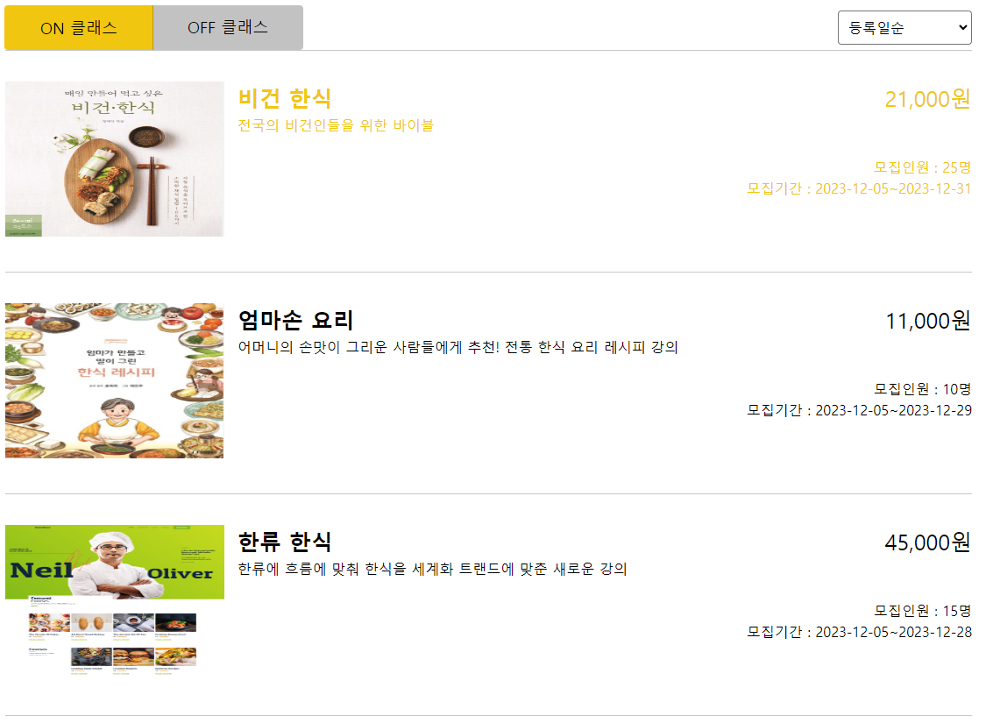 ON 클래스
OFF 클래스
등록일순
매일 만들어 먹고 싶은
비건·한식
비건 한식
전국의 비건인들을 위한 바이블
21,000원
모집인원 : 25명
모집기간 : 2023-12-05~2023-12-31
엄마가 만들고
딸이 그린
한식 레시피
엄마손 요리
어머니의 손맛이 그리운 사람들에게 추천! 전통 한식 요리 레시피 강의
11,000원
모집인원 : 10명
모집기간 : 2023-12-05~2023-12-29
Neil
Oliver
Featured
Courses
한류 한식
한류에 흐름에 맞춰 한식을 세계화 트랜드에 맞춘 새로운 강의
45,000원
모집인원 : 15명
모집기간 : 2023-12-05~2023-12-28